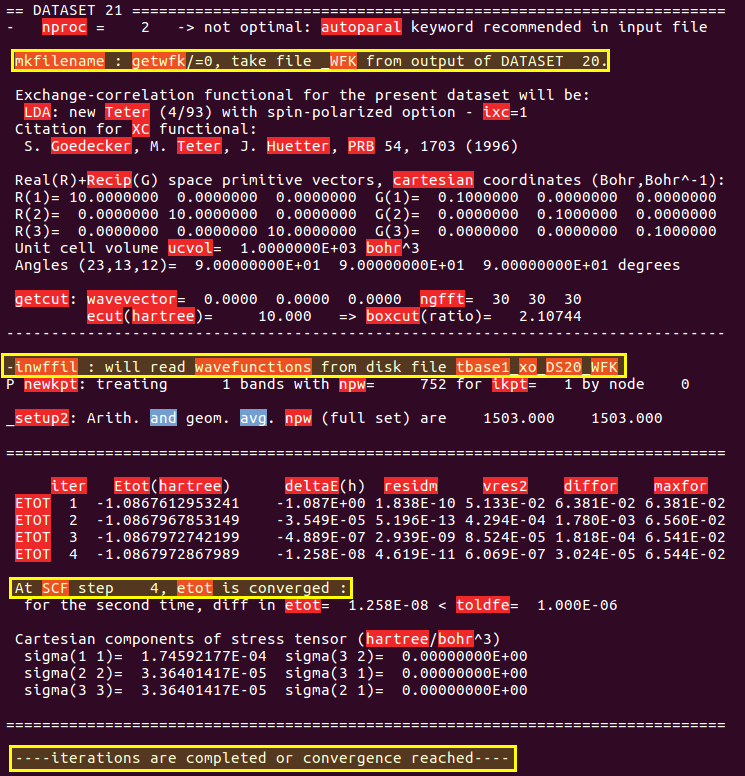 == DATASET 21 ==================================================================
-   nproc =    2   -> not optimal: autoparal keyword recommended in input file
mkfilename : getwfk/=0, take file _WFK from output of DATASET  20.
Exchange-correlation functional for the present dataset will be:
LDA: new Teter (4/93) with spin-polarized option - ixc=1
Citation for XC functional:
S. Goedecker, M. Teter, J. Huetter, PRB 54, 1703 (1996)
Real(R)+Recip(G) space primitive vectors, cartesian coordinates (Bohr,Bohr^-1):
R(1)= 10.0000000  0.0000000  0.0000000  G(1)=  0.1000000  0.0000000  0.0000000
R(2)=  0.0000000 10.0000000  0.0000000  G(2)=  0.0000000  0.1000000  0.0000000
R(3)=  0.0000000  0.0000000 10.0000000  G(3)=  0.0000000  0.0000000  0.1000000
Unit cell volume ucvol=  1.0000000E+03 bohr^3
Angles (23,13,12)=  9.00000000E+01  9.00000000E+01  9.00000000E+01 degrees
getcut: wavevector=  0.0000  0.0000  0.0000  ngfft=  30  30  30
ecut(hartree)=     10.000   => boxcut(ratio)=   2.10744
--------------------------------------------------------------------------------
-inwffil : will read wavefunctions from disk file tbase1_xo_DS20_WFK
P newkpt: treating      1 bands with npw=     752 for ikpt=   1 by node    0
_setup2: Arith. and geom. avg. npw (full set) are    1503.000    1503.000
================================================================================
iter   Etot(hartree)      deltaE(h)  residm     vres2    diffor    maxfor
ETOT  1  -1.0867612953241    -1.087E+00 1.838E-10 5.133E-02 6.381E-02 6.381E-02
ETOT  2  -1.0867967853149    -3.549E-05 5.196E-13 4.294E-04 1.780E-03 6.560E-02
ETOT  3  -1.0867972742199    -4.889E-07 2.939E-09 8.524E-05 1.818E-04 6.541E-02
ETOT  4  -1.0867972867989    -1.258E-08 4.619E-11 6.069E-07 3.024E-05 6.544E-02
At SCF step    4, etot is converged :
for the second time, diff in etot=  1.258E-08 < toldfe=  1.000E-06
Cartesian components of stress tensor (hartree/bohr^3)
sigma(1 1)=  1.74592177E-04  sigma(3 2)=  0.00000000E+00
sigma(2 2)=  3.36401417E-05  sigma(3 1)=  0.00000000E+00
sigma(3 3)=  3.36401417E-05  sigma(2 1)=  0.00000000E+00
================================================================================
----iterations are completed or convergence reached----